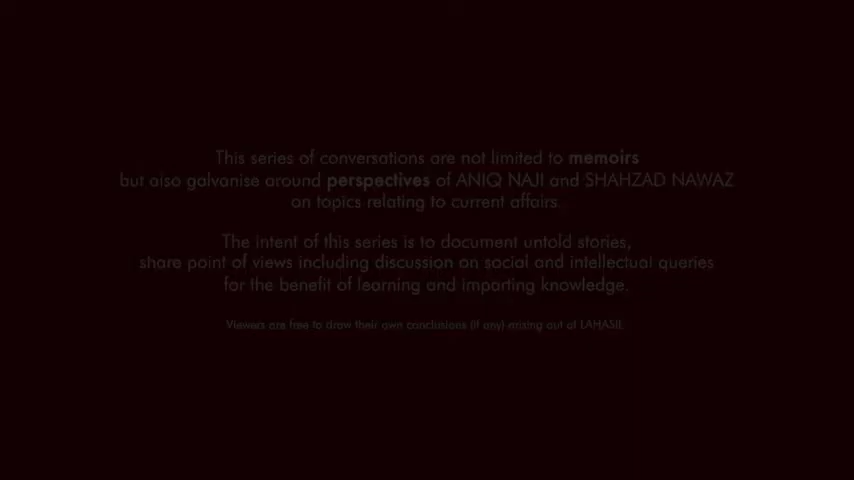 This series of conversations are not limited to memoirs
but also galvanise around perspectives of ANIQ NAJI and SHAHZAD NAWAZ
on topics relating to current affairs.
The intent of this series is to document untold stories,
share point of views including discussion on social and intellectual queries
for the benefit of learning and imparting knowledge.
Viewers are free to draw their own conclusions (if any) arising out of LAHASIL